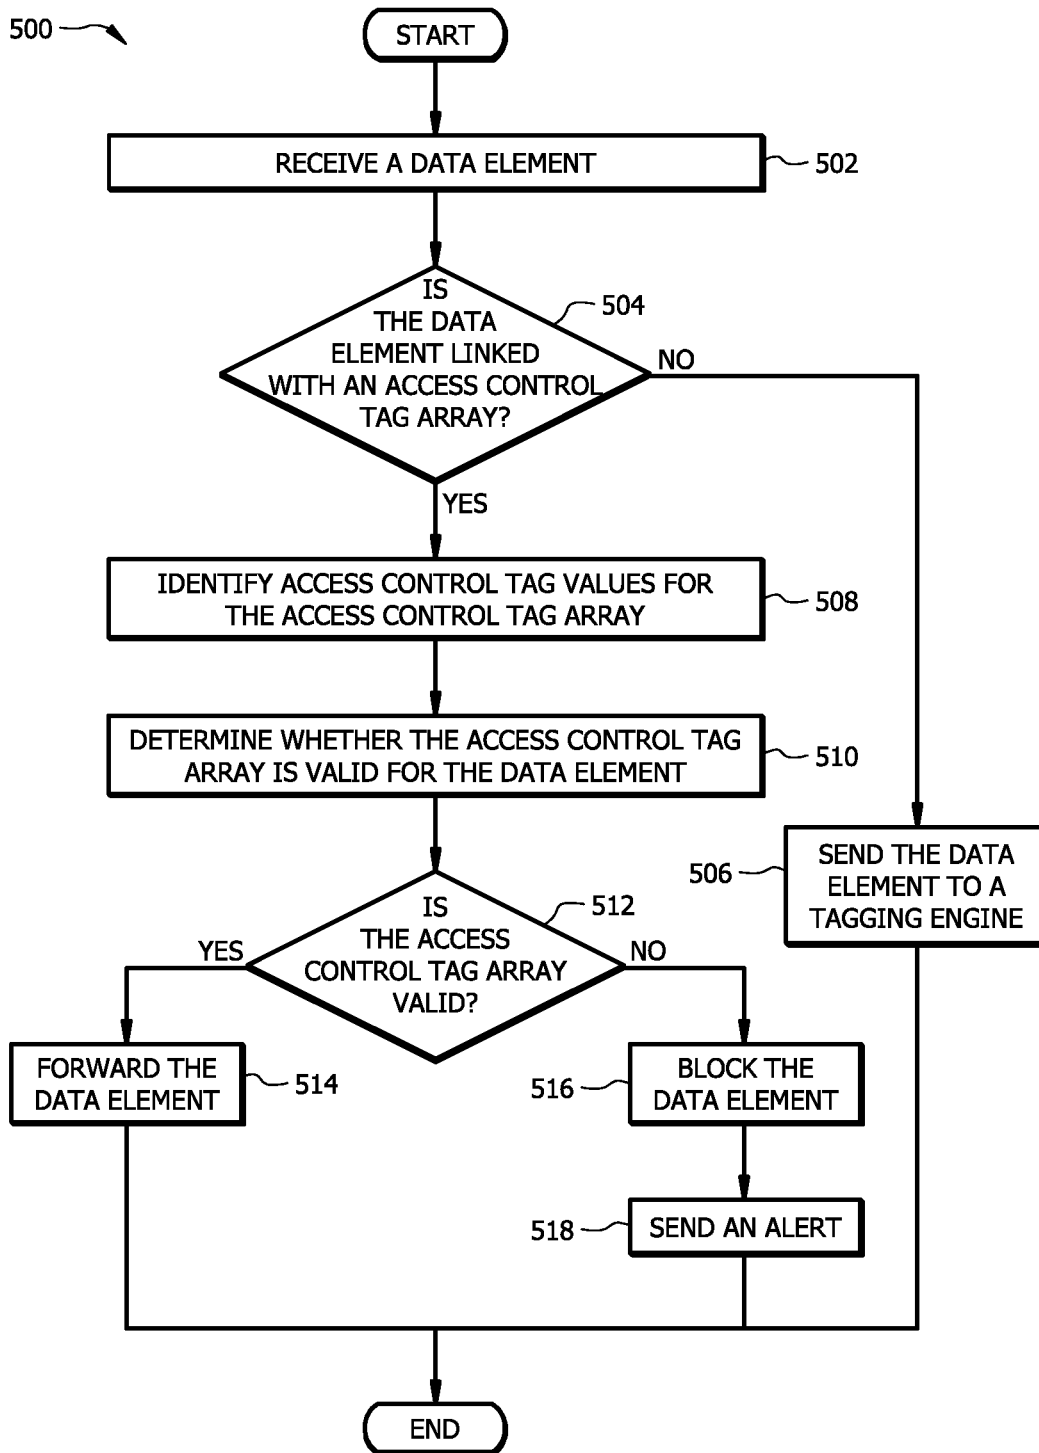 500
START
RECEIVE A DATA ELEMENT
502
IS
THE DATA
ELEMENT LINKED
WITH AN ACCESS CONTROL
TAG ARRAY?
504
NO
YES
IDENTIFY ACCESS CONTROL TAG VALUES FOR
THE ACCESS CONTROL TAG ARRAY
508
DETERMINE WHETHER THE ACCESS CONTROL TAG
ARRAY IS VALID FOR THE DATA ELEMENT
510
506
SEND THE DATA
ELEMENT TO A
TAGGING ENGINE
IS
THE ACCESS
CONTROL TAG ARRAY
VALID?
512
YES
NO
FORWARD THE
DATA ELEMENT
514
516
BLOCK THE
DATA ELEMENT
518
SEND AN ALERT
END